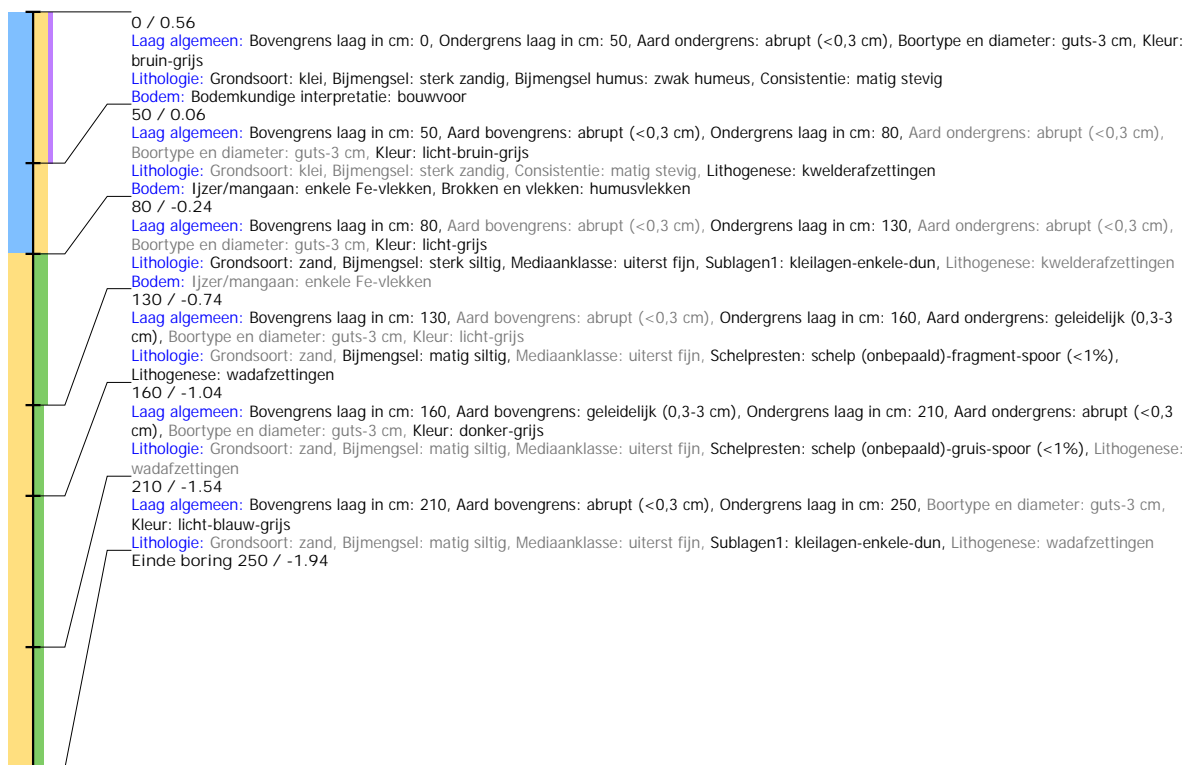 0 / 0.56
Laag algemeen: Bovengrens laag in cm: 0, Ondergrens laag in cm: 50, Aard ondergrens: abrupt (<0,3 cm), Boortype en diameter: guts-3 cm, Kleur:
bruin-grijs
Lithologie: Grondsoort: klei, Bijmengsel: sterk zandig, Bijmengsel humus: zwak humeus, Consistentie: matig stevig
Bodem: Bodemkundige interpretatie: bouwvoor
50 / 0.06
Laag algemeen: Bovengrens laag in cm: 50, Aard bovengrens: abrupt (<0,3 cm), Ondergrens laag in cm: 80, Aard ondergrens: abrupt (<0,3 cm),
Boortype en diameter: guts-3 cm, Kleur: licht-bruin-grijs
Lithologie: Grondsoort: klei, Bijmengsel: sterk zandig, Consistentie: matig stevig, Lithogenese: kwelderafzettingen
Bodem: Ijzer/mangaan: enkele Fe-vlekken, Brokken en vlekken: humusvlekken
80 / -0.24
Laag algemeen: Bovengrens laag in cm: 80, Aard bovengrens: abrupt (<0,3 cm), Ondergrens laag in cm: 130, Aard ondergrens: abrupt (<0,3 cm),
Boortype en diameter: guts-3 cm, Kleur: licht-grijs
Lithologie: Grondsoort: zand, Bijmengsel: sterk siltig, Mediaanklasse: uiterst fijn, Sublagen1: kleilagen-enkele-dun, Lithogenese: kwelderafzettingen
Bodem: Ijzer/mangaan: enkele Fe-vlekken
130 / -0.74
Laag algemeen: Bovengrens laag in cm: 130, Aard bovengrens: abrupt (<0,3 cm), Ondergrens laag in cm: 160, Aard ondergrens: geleidelijk (0,3-3
cm), Boortype en diameter: guts-3 cm, Kleur: licht-grijs
Lithologie: Grondsoort: zand, Bijmengsel: matig siltig, Mediaanklasse: uiterst fijn, Schelpresten: schelp (onbepaald)-fragment-spoor (<1%),
Lithogenese: wadafzettingen
160 / -1.04
Laag algemeen: Bovengrens laag in cm: 160, Aard bovengrens: geleidelijk (0,3-3 cm), Ondergrens laag in cm: 210, Aard ondergrens: abrupt (<0,3
cm), Boortype en diameter: guts-3 cm, Kleur: donker-grijs
Lithologie: Grondsoort: zand, Bijmengsel: matig siltig, Mediaanklasse: uiterst fijn, Schelpresten: schelp (onbepaald)-gruis-spoor (<1%), Lithogenese:
wadafzettingen
210 / -1.54
Laag algemeen: Bovengrens laag in cm: 210, Aard bovengrens: abrupt (<0,3 cm), Ondergrens laag in cm: 250, Boortype en diameter: guts-3 cm,
Kleur: licht-blauw-grijs
Lithologie: Grondsoort: zand, Bijmengsel: matig siltig, Mediaanklasse: uiterst fijn, Sublagen1: kleilagen-enkele-dun, Lithogenese: wadafzettingen
Einde boring 250 / -1.94